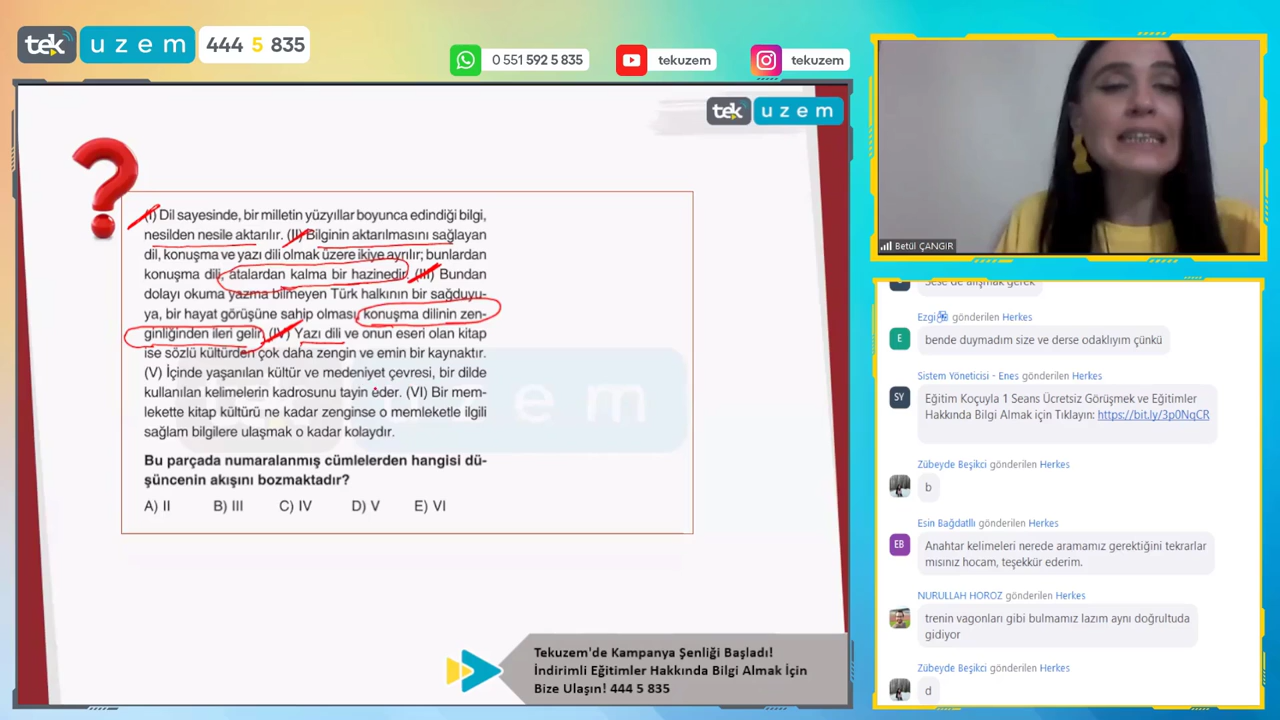 tek uzem 444 5 835
0 551 592 5 835
tekuzem
tekuzem
tek uzem
(I) Dil sayesinde, bir milletin yüzyıllar boyunca edindiği bilgi,
nesilden nesile aktarılır. (II) Bilginin aktarılmasını sağlayan
dil, konuşma ve yazı dili olmak üzere ikiye ayrılır; bunlardan
konuşma dili, atalardan kalma bir hazinedir. (III) Bundan
dolayı okuma yazma bilmeyen Türk halkının bir sağduyu-
ya, bir hayat görüşüne sahip olması, konuşma dilinin zen-
ginliğinden ileri gelir. (IV) Yazı dili ve onun eseri olan kitap
ise sözlü kültürden çok daha zengin ve emin bir kaynaktır.
(V) İçinde yaşanılan kültür ve medeniyet çevresi, bir dilde
kullanılan kelimelerin kadrosunu tayin eder. (VI) Bir mem-
lekette kitap kültürü ne kadar zenginse o memleketle ilgili
sağlam bilgilere ulaşmak o kadar kolaydır.
Bu parçada numaralanmış cümlelerden hangisi dü-
şüncenin akışını bozmaktadır?
A) II B) III C) IV D) V E) VI
Tekuzem'de Kampanya Şenliği Başladı!
İndirimli Eğitimler Hakkında Bilgi Almak İçin
Bize Ulaşın! 444 5 835
Betül ÇANGIR
Sese de alışmak gerek
Ezgi gönderilen Herkes
E
bende duymadım size ve derse odaklıyım çünkü
Sistem Yöneticisi - Enes gönderilen Herkes
SY
Eğitim Koçuyla 1 Seans Ücretsiz Görüşmek ve Eğitimler
Hakkında Bilgi Almak için Tıklayın: https://bit.ly/3p0NqCR
Zübeyde Beşikci gönderilen Herkes
b
Esin Bağdatllı gönderilen Herkes
EB
Anahtar kelimeleri nerede aramamız gerektiğini tekrarlar
mısınız hocam, teşekkür ederim.
NURULLAH HOROZ gönderilen Herkes
trenin vagonları gibi bulmamız lazım aynı doğrultuda
gidiyor
Zübeyde Beşikci gönderilen Herkes
d